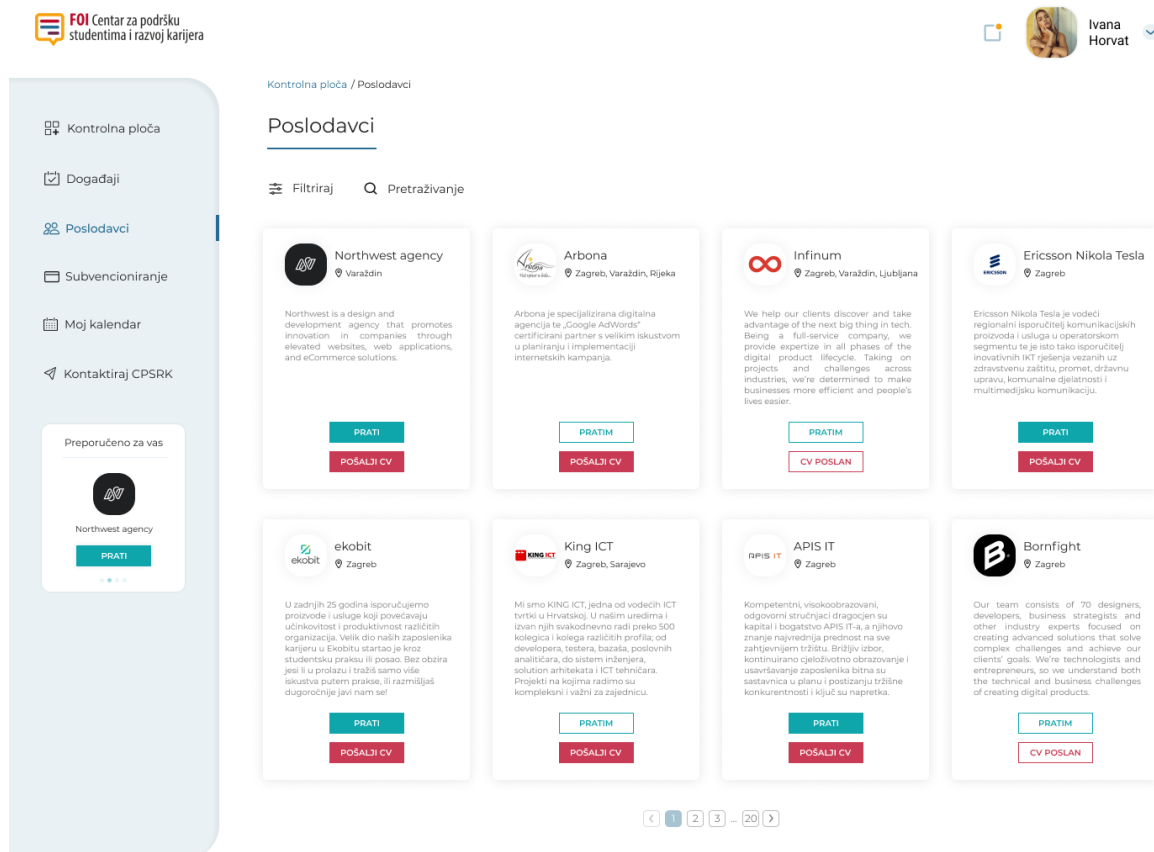 FOI Centar za podršku
studentima i razvoj karijera
Ivana
Horvat
Kontrolna ploča / Poslodavci
Poslodavci
Filtriraj
Pretraživanje
Kontrolna ploča
Događaji
Poslodavci
Subvencioniranje
Moj kalendar
Kontaktiraj CPSRK
Preporučeno za vas
Northwest agency
PRATI
Northwest agency
Varaždin
Northwest is a design and
development agency that promotes
innovation in companies through
elevated websites, web applications,
and eCommerce solutions.
PRATI
POŠALJI CV
Arbona
Zagreb, Varaždin, Rijeka
Arbona je specijalizirana digitalna
agencija te „Google AdWords"
certificirani partner s velikim iskustvom
u planiranju i implementaciji
internetskih kampanja.
PRATIM
POŠALJI CV
Infinum
Zagreb, Varaždin, Ljubljana
We help our clients discover and take
advantage of the next big thing in tech.
Being a full-service company, we
provide expertize in all phases of the
digital product lifecycle. Taking on
projects and challenges across
industries, we're determined to make
businesses more efficient and people's
lives easier.
PRATIM
CV POSLAN
ERICSSON
Ericsson Nikola Tesla
Zagreb
Ericsson Nikola Tesla je vodeći
regionalni isporučitelj komunikacijskih
proizvoda i usluga u operatorskom
segmentu te je isto tako isporučitelj
inovativnih IKT rješenja vezanih uz
zdravstvenu zaštitu, promet, državnu
upravu, komunalne djelatnosti i
multimedijsku komunikaciju.
PRATI
POŠALJI CV
ekobit
ekobit
Zagreb
U zadnjih 25 godina isporučujemo
proizvode i usluge koji povećavaju
učinkovitost i produktivnost različitih
organizacija. Velik dio naših zaposlenika
karijeru u Ekobitu startao je kroz
studentsku praksu ili posao. Bez obzira
jesi li u prolazu i tražiš samo više
iskustva putem prakse, ili razmišljaš
dugoročnije javi nam se!
PRATI
POŠALJI CV
KING ICT
King ICT
Zagreb, Sarajevo
Mi smo KING ICT, jedna od vodećih ICT
tvrtki u Hrvatskoj. U našim uredima i
izvan njih svakodnevno radi preko 500
kolegica i kolega različitih profila; od
developera, testera, bazaša, poslovnih
analitičara, do sistem inženjera,
solution arhitekata i ICT tehničara.
Projekti na kojima radimo su
kompleksni i važni za zajednicu.
PRATIM
POŠALJI CV
APIS IT
APIS IT
Zagreb
Kompetentni, visokoobrazovani,
odgovorni stručnjaci dragocjen su
kapital i bogatstvo APIS IT-a, a njihovo
znanje najvrednija prednost na sve
zahtjevnijem tržištu. Brižljiv izbor,
kontinuirano cjeloživotno obrazovanje i
usavršavanje zaposlenika bitna su
sastavnica u planu i postizanju tržišne
konkurentnosti i ključ su napretka.
PRATI
POŠALJI CV
B
Bornfight
Zagreb
Our team consists of 70 designers,
developers, business strategists and
other industry experts focused on
creating advanced solutions that solve
complex challenges and achieve our
clients' goals. We're technologists and
entrepreneurs, so we understand both
the technical and business challenges
of creating digital products.
PRATIM
CV POSLAN
1 2 3 ... 20